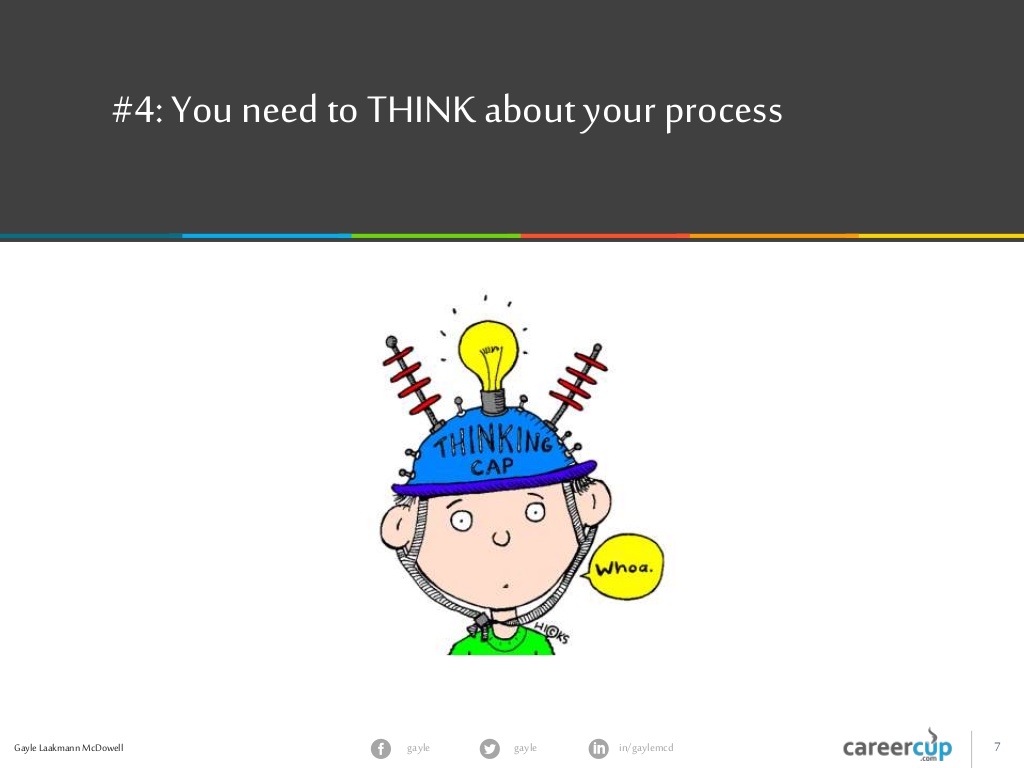 #4: You need to THINK about your process
THINKING
CAP
Whoa.
HICKS
Gayle Laakmann McDowell
gayle
gayle
in/gaylemcd
careercup
.com
7